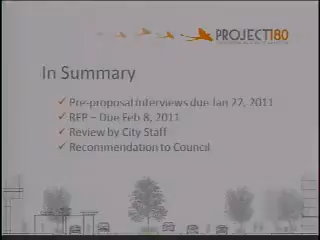 PROJECT180
In Summary
✓ Pre-proposal interviews due Jan 27, 2011
✓ RFP – Due Feb 8, 2011
✓ Review by City Staff
✓ Recommendation to Council